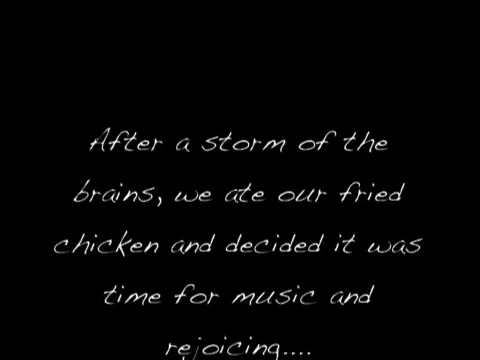 After a storm of the
brains, we ate our fried
chicken and decided it was
time for music and
rejoicing....